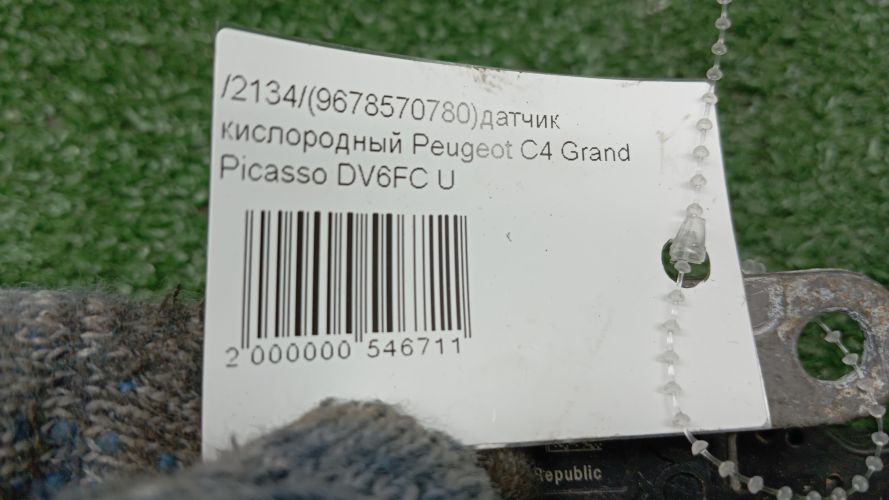 /2134/(9678570780)датчик
кислородный Peugeot C4 Grand
Picasso DV6FC U
2 000000 546711
Republic